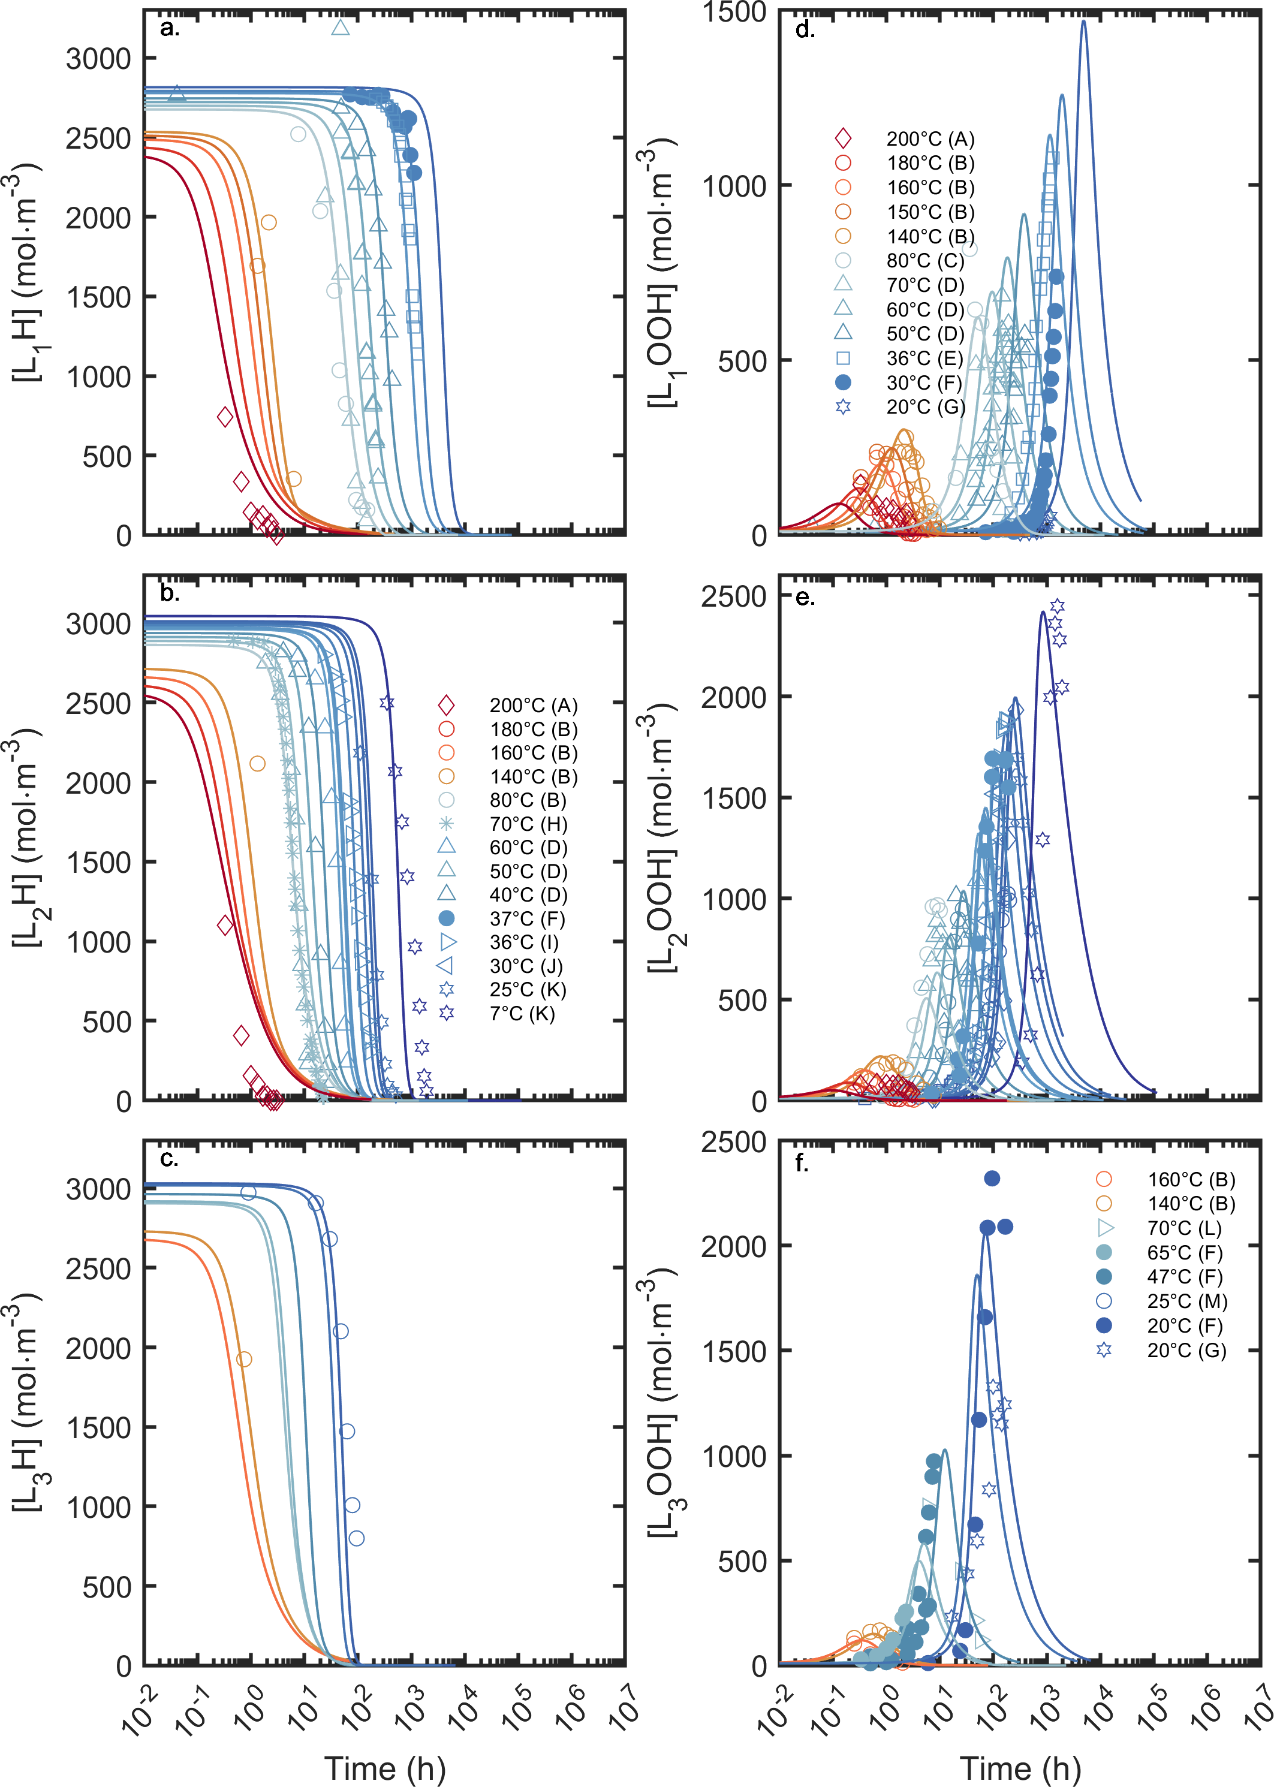 a.
3000
2500
2000
1500
1000
500
0
[L1H] (mol·m-3)
d.
1500
1000
500
0
[L1OOH] (mol·m-3)
200°C (A)
180°C (B)
160°C (B)
150°C (B)
140°C (B)
80°C (C)
70°C (D)
60°C (D)
50°C (D)
36°C (E)
30°C (F)
20°C (G)
b.
3000
2500
2000
1500
1000
500
0
[L2H] (mol·m-3)
200°C (A)
180°C (B)
160°C (B)
140°C (B)
80°C (B)
70°C (H)
60°C (D)
50°C (D)
40°C (D)
37°C (F)
36°C (I)
30°C (J)
25°C (K)
7°C (K)
e.
2500
2000
1500
1000
500
0
[L2OOH] (mol·m-3)
c.
3000
2500
2000
1500
1000
500
0
[L3H] (mol·m-3)
10-2 10-1 100 101 102 103 104 105 106 107
Time (h)
f.
2500
2000
1500
1000
500
0
[L3OOH] (mol·m-3)
160°C (B)
140°C (B)
70°C (L)
65°C (F)
47°C (F)
25°C (M)
20°C (F)
20°C (G)
10-2 10-1 100 101 102 103 104 105 106 107
Time (h)